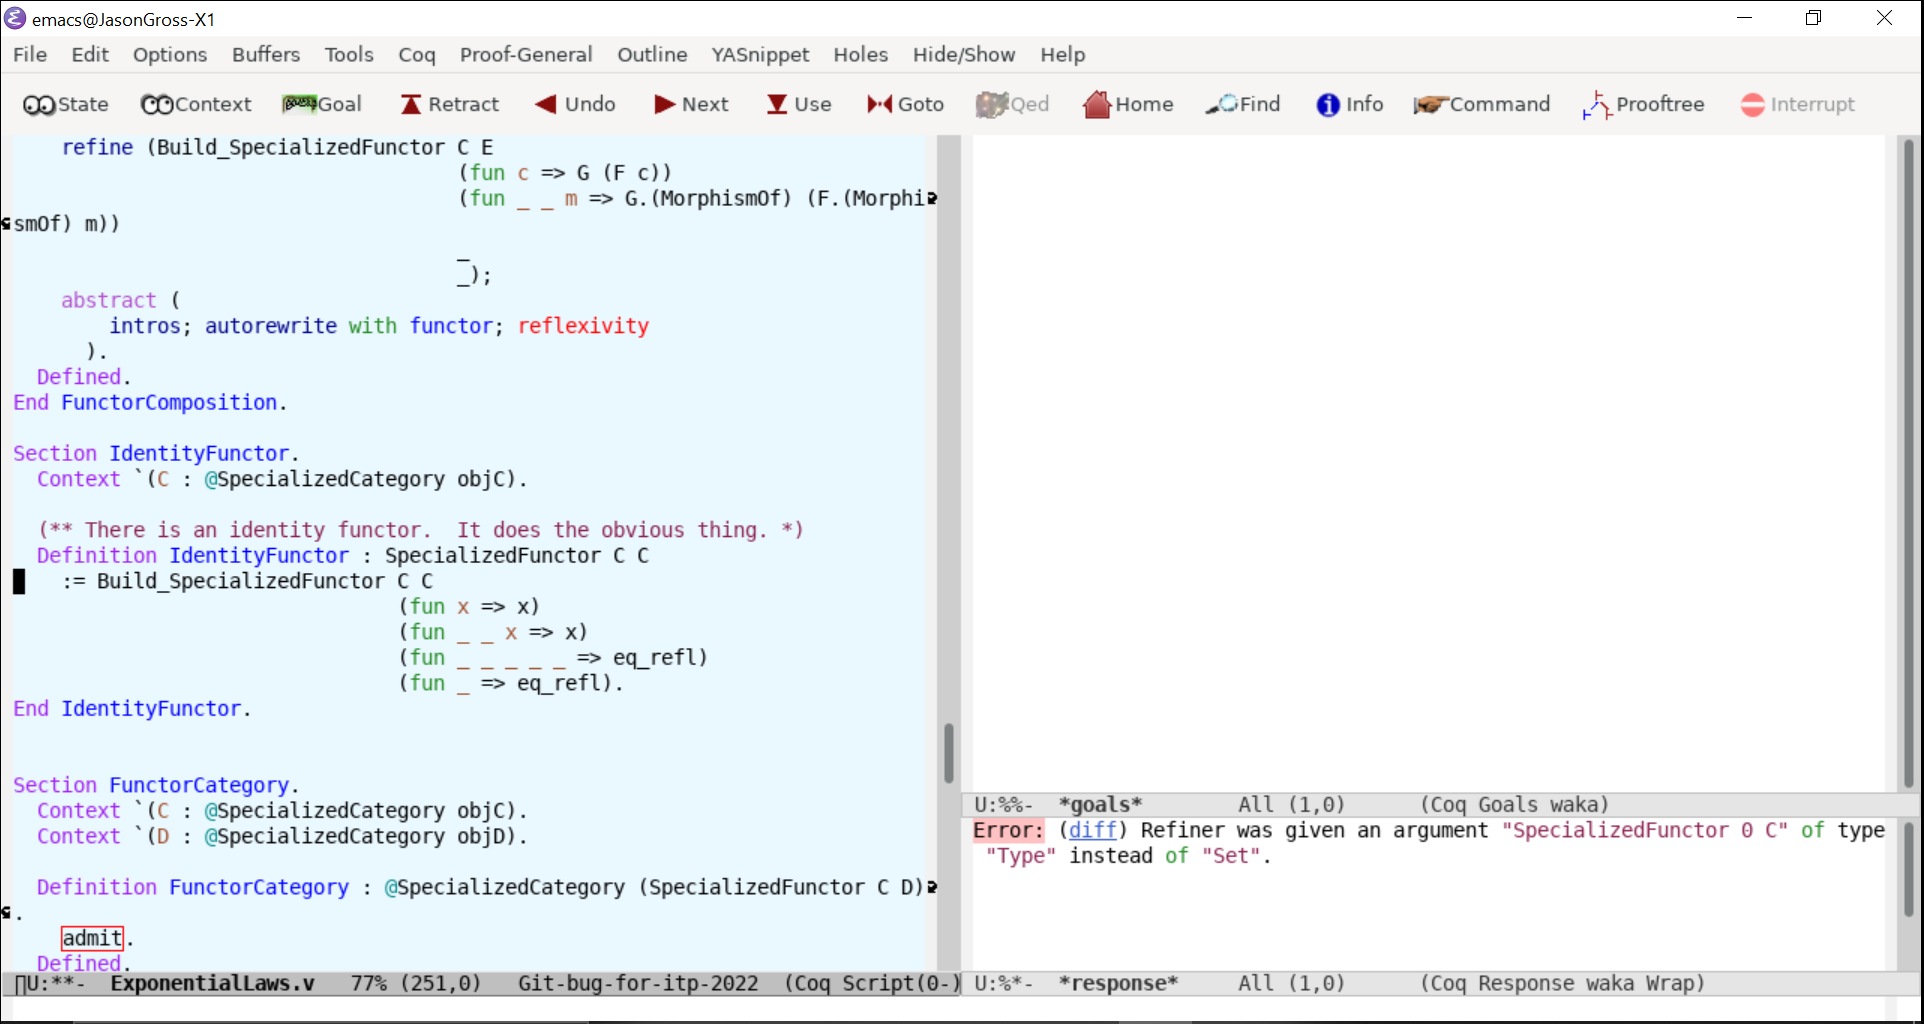 emacs@JasonGross-X1
File Edit Options Buffers Tools Coq Proof-General Outline YASnippet Holes Hide/Show Help
State Context Goal Retract Undo Next Use Goto Qed Home Find Info Command Prooftree Interrupt
    refine (Build_SpecializedFunctor C E
                                     (fun c => G (F c))
                                     (fun _ _ m => G.(MorphismOf) (F.(Morphi
smOf) m))
                                     _
                                     _);
    abstract (
        intros; autorewrite with functor; reflexivity
      ).
  Defined.
End FunctorComposition.
Section IdentityFunctor.
  Context `(C : @SpecializedCategory objC).
  (** There is an identity functor.  It does the obvious thing. *)
  Definition IdentityFunctor : SpecializedFunctor C C
    := Build_SpecializedFunctor C C
                                (fun x => x)
                                (fun _ _ x => x)
                                (fun _ _ _ _ _ => eq_refl)
                                (fun _ => eq_refl).
End IdentityFunctor.
Section FunctorCategory.
  Context `(C : @SpecializedCategory objC).
  Context `(D : @SpecializedCategory objD).
  Definition FunctorCategory : @SpecializedCategory (SpecializedFunctor C D)
.
    admit.
  Defined.
U:**-  ExponentialLaws.v   77% (251,0)   Git-bug-for-itp-2022  (Coq Script(0-)
U:%%-  *goals*        All (1,0)      (Coq Goals waka)
Error: (diff) Refiner was given an argument "SpecializedFunctor 0 C" of type
 "Type" instead of "Set".
U:%*-  *response*     All (1,0)      (Coq Response waka Wrap)